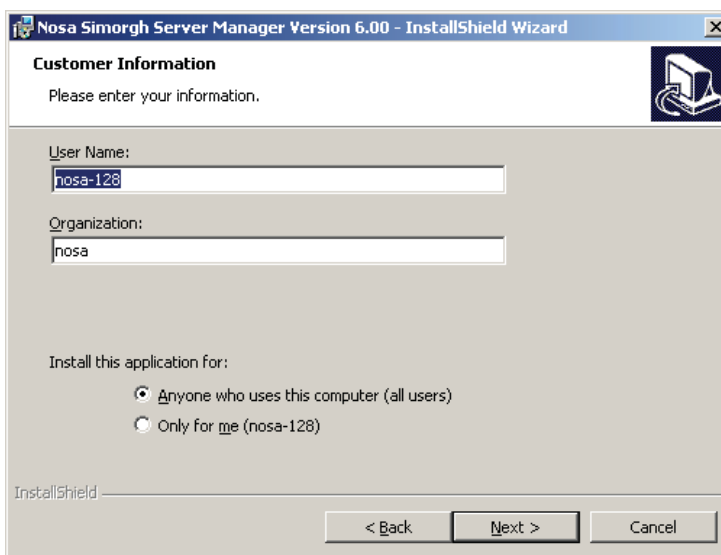 Nosa Simorgh Server Manager Version 6.00 - InstallShield Wizard
Customer Information
Please enter your information.
User Name:
nosa-128
Organization:
nosa
Install this application for:
Anyone who uses this computer (all users)
Only for me (nosa-128)
InstallShield
< Back Next > Cancel